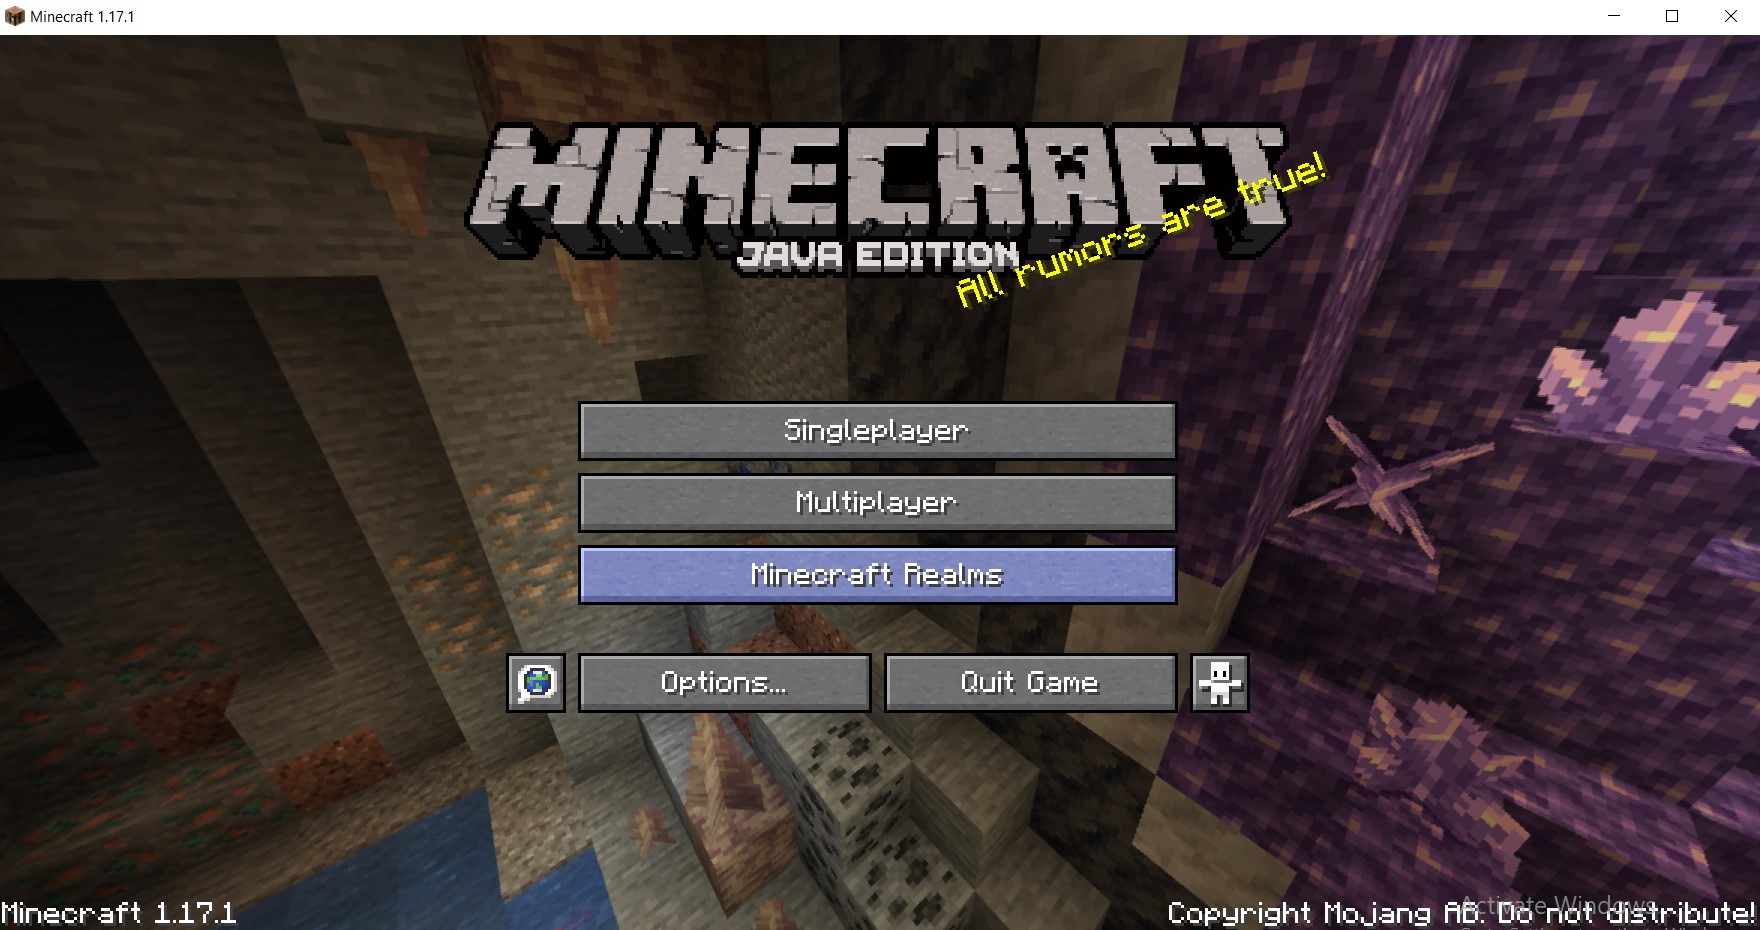 Minecraft 1.17.1
MINECRAFT
JAVA EDITION
All rumors are true!
Singleplayer
Multiplayer
Minecraft Realms
Options...
Quit Game
Minecraft 1.17.1
Activate Windows
Copyright Mojang AB. Do not distribute!